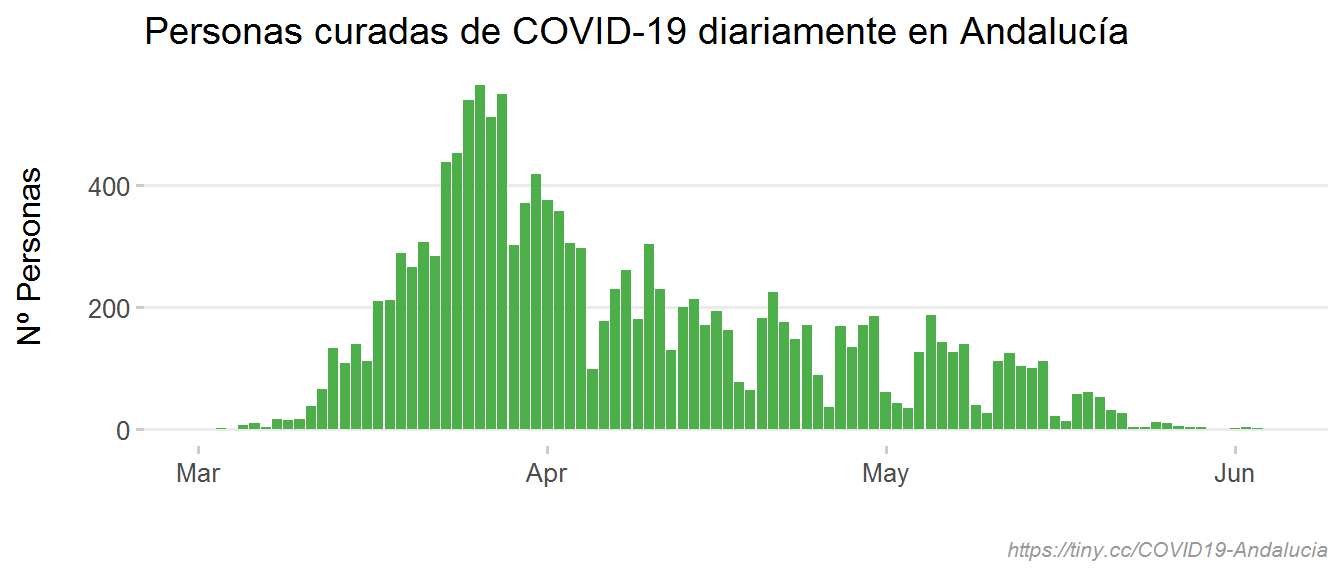 Personas curadas de COVID-19 diariamente en Andalucía
Nº Personas
400
200
0
Mar Apr May Jun
https://tiny.cc/COVID19-Andalucia